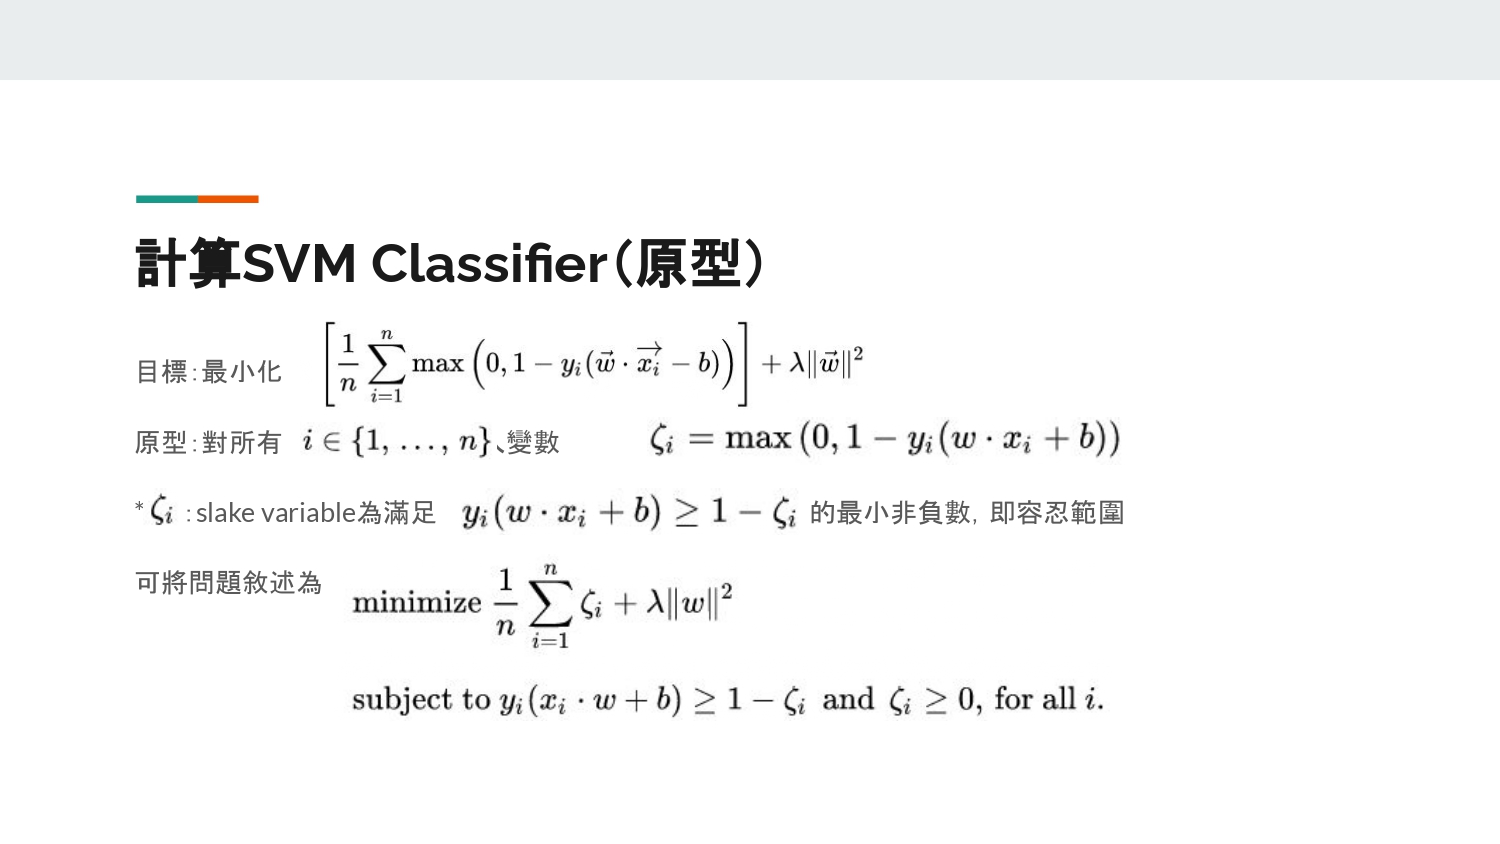 計算SVM Classifier（原型）
目標：最小化 $\left[\frac{1}{n}\sum_{i=1}^{n}\max\left(0, 1 - y_i(\vec{w}\cdot\overrightarrow{x_i} - b)\right)\right] + \lambda\|\vec{w}\|^2$
原型：對所有 $i \in \{1, \ldots, n\}$、變數 $\zeta_i = \max(0, 1 - y_i(w \cdot x_i + b))$
* $\zeta_i$ ：slake variable為滿足 $y_i(w \cdot x_i + b) \geq 1 - \zeta_i$ 的最小非負數，即容忍範圍
可將問題敘述為 minimize $\frac{1}{n}\sum_{i=1}^{n}\zeta_i + \lambda\|w\|^2$
subject to $y_i(x_i \cdot w + b) \geq 1 - \zeta_i$ and $\zeta_i \geq 0$, for all $i$.